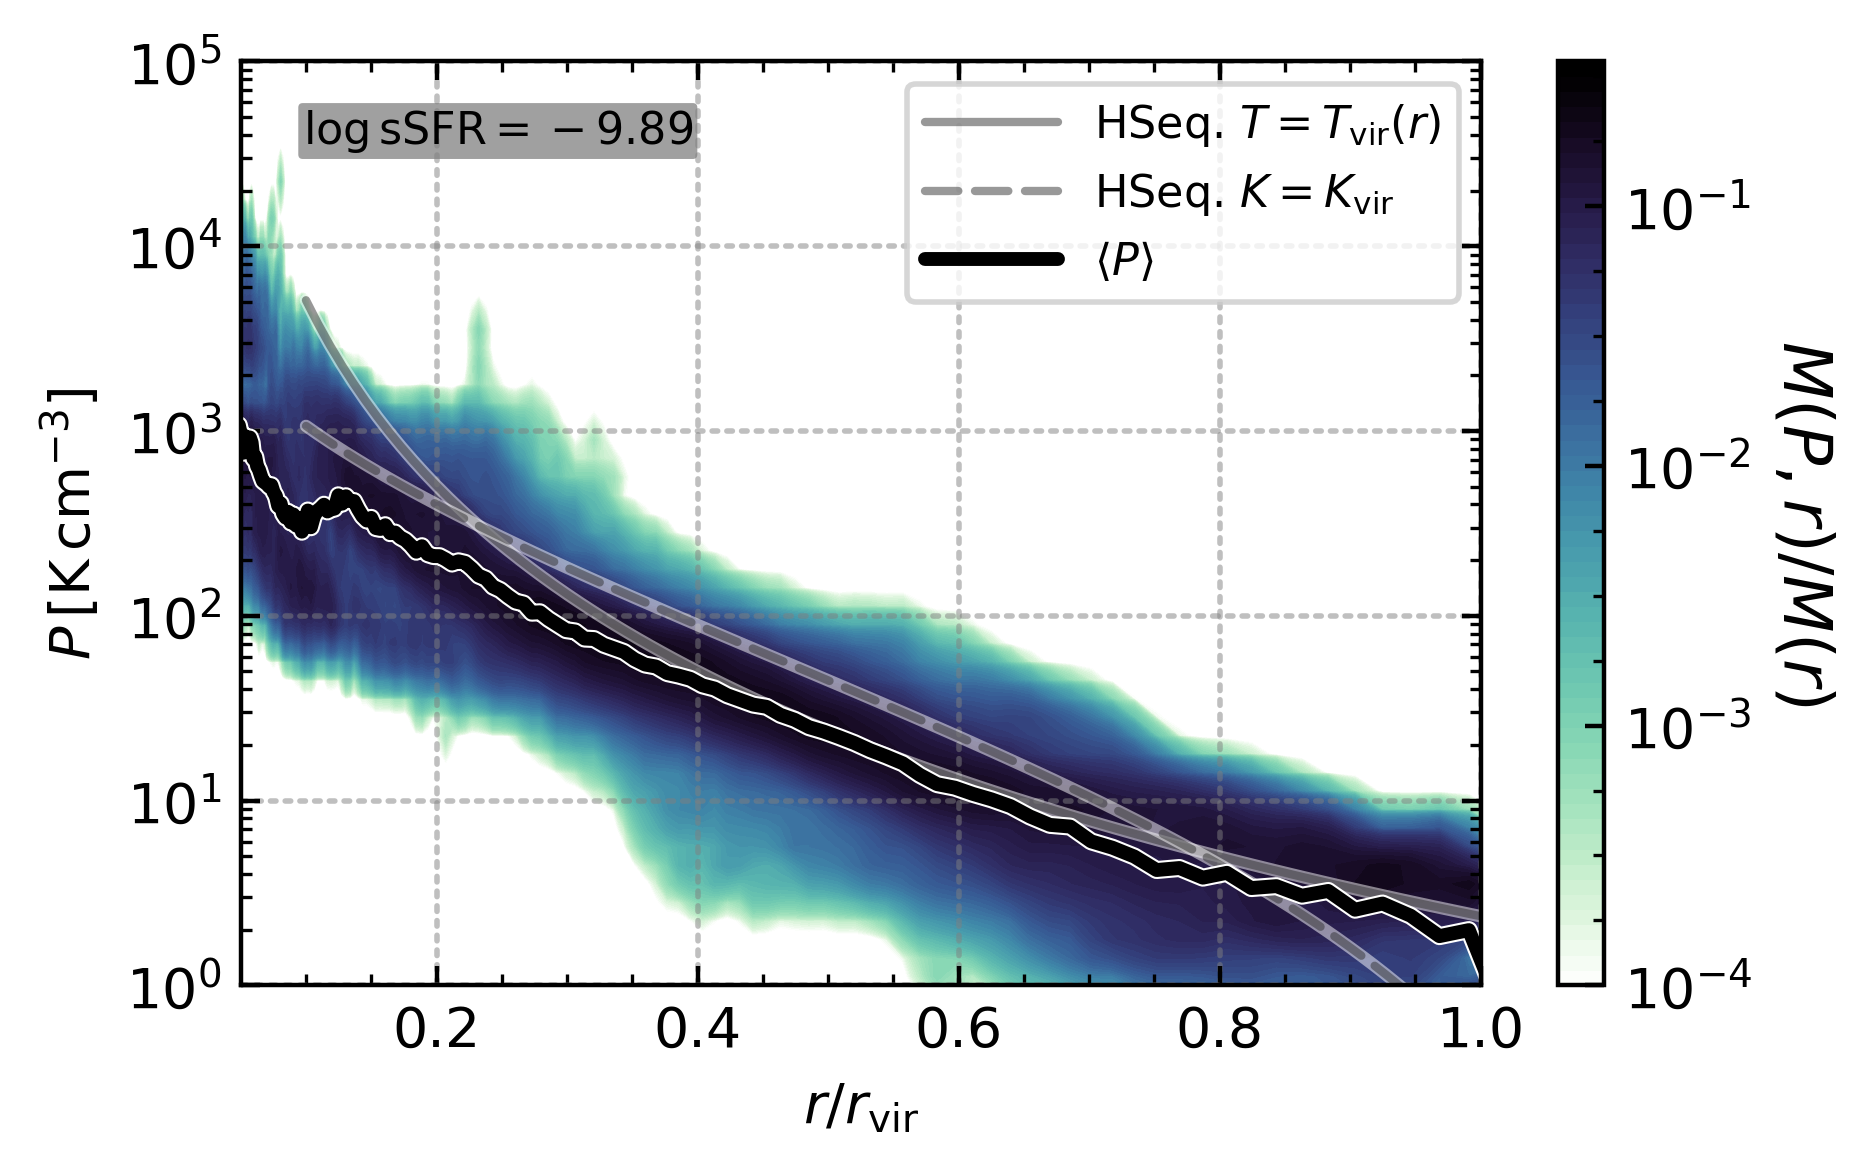 log sSFR = −9.89
HSeq. T = T_vir(r)
HSeq. K = K_vir
⟨P⟩
10^5
10^4
10^3
10^2
10^1
10^0
P [K cm^−3]
0.2 0.4 0.6 0.8 1.0
r/r_vir
10^−1
10^−2
10^−3
10^−4
M(P, r)/M(r)